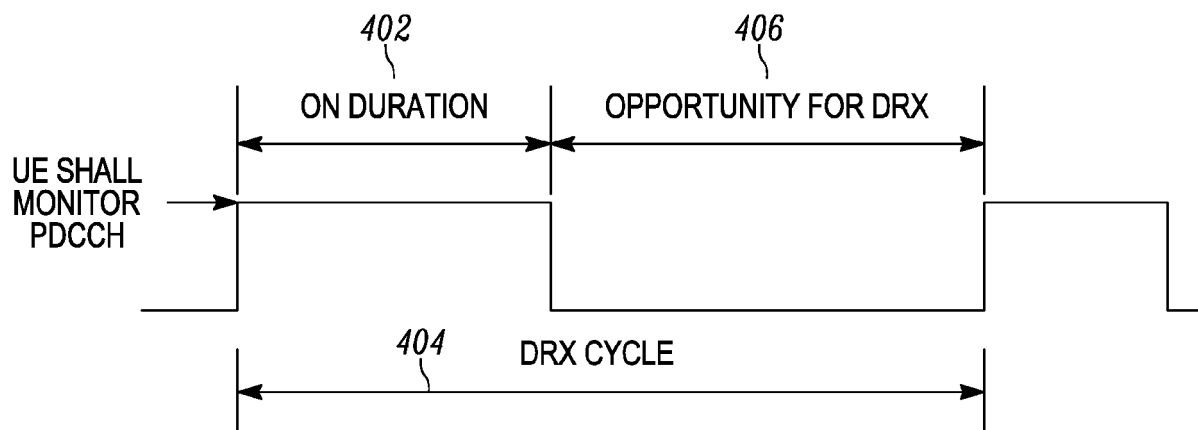 402
406
ON DURATION
OPPORTUNITY FOR DRX
UE SHALL
MONITOR
PDCCH
404
DRX CYCLE